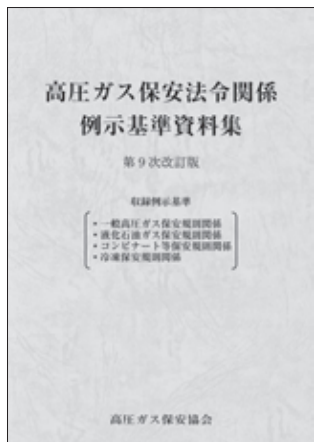 高圧ガス保安法令関係
例示基準資料集
第9次改訂版
収録例示基準
・一般高圧ガス保安規則関係
・液化石油ガス保安規則関係
・コンビナート等保安規則関係
・冷凍保安規則関係
高圧ガス保安協会